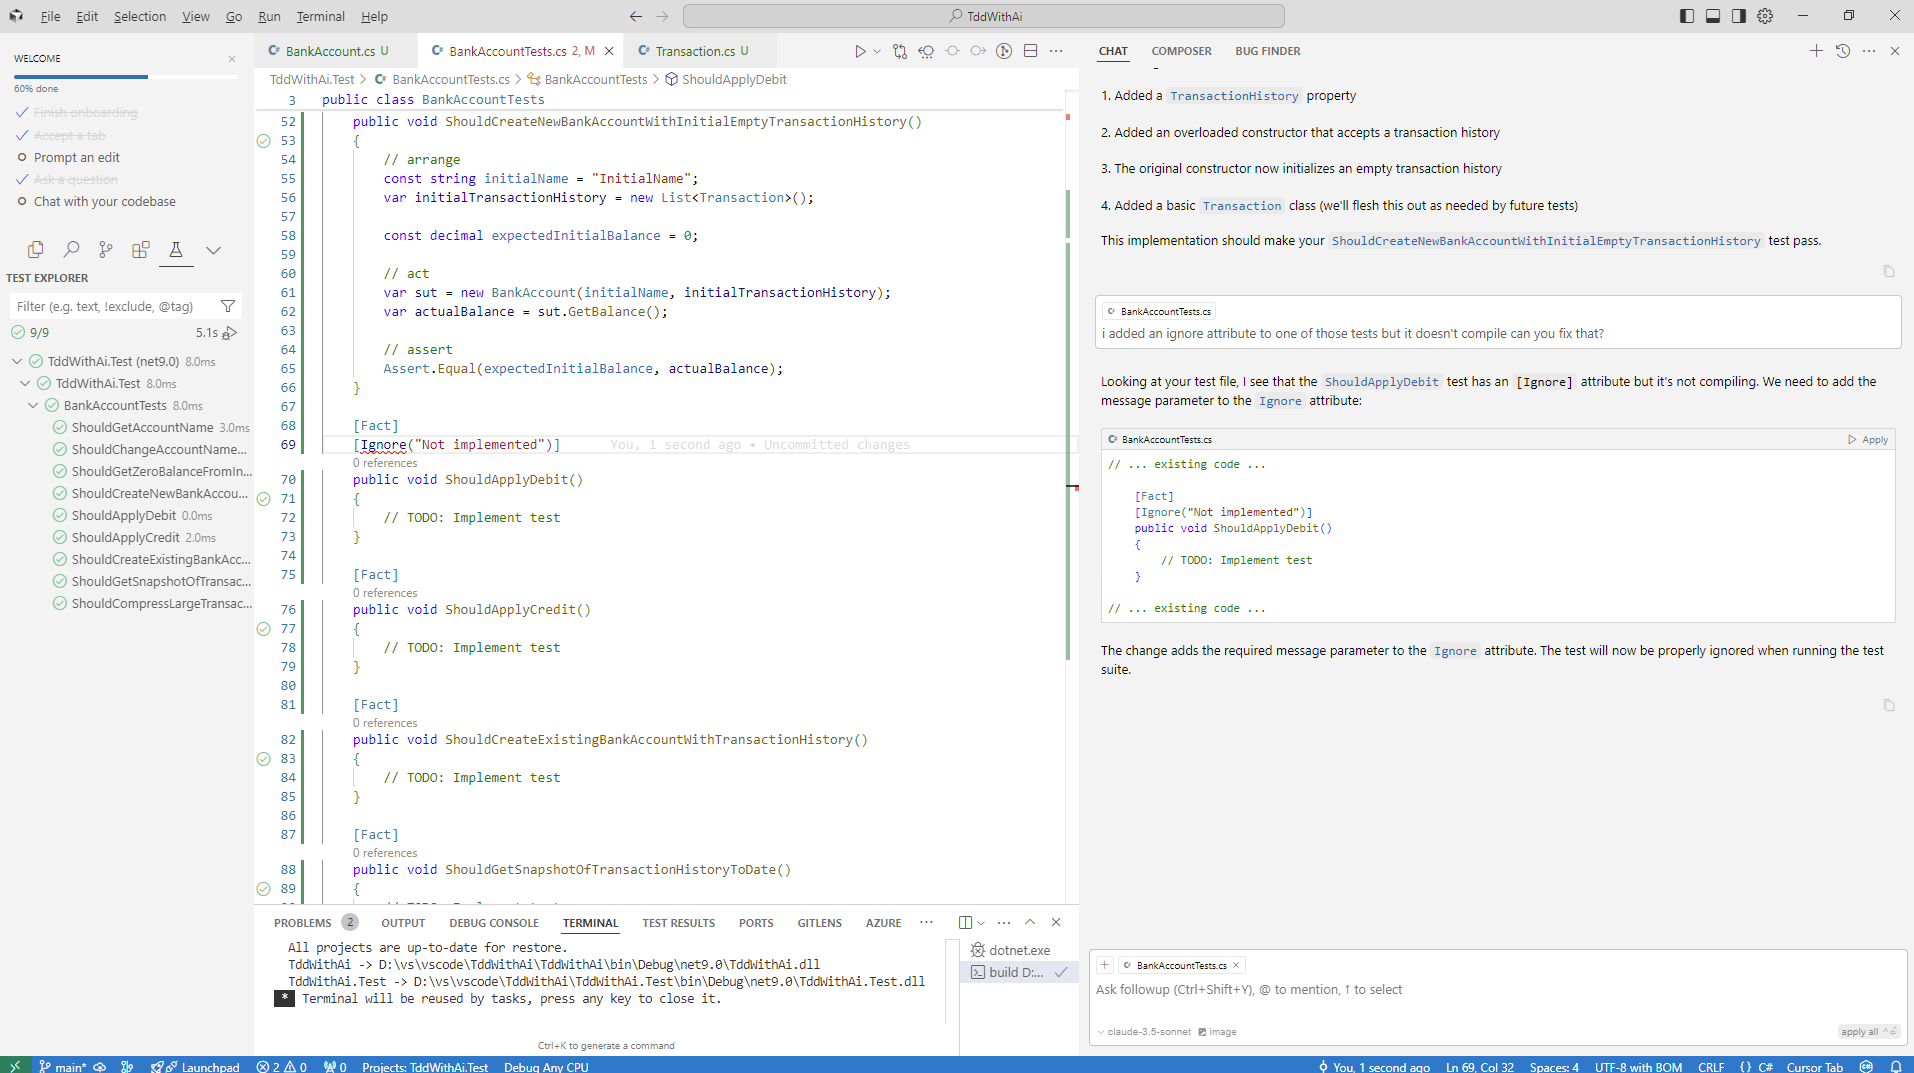 File Edit Selection View Go Run Terminal Help
TddWithAi
WELCOME
60% done
Finish onboarding
Accept a tab
Prompt an edit
Ask a question
Chat with your codebase
TEST EXPLORER
Filter (e.g. text, !exclude, @tag)
9/9 5.1s
TddWithAi.Test (net9.0) 8.0ms
TddWithAi.Test 8.0ms
BankAccountTests 8.0ms
ShouldGetAccountName 3.0ms
ShouldChangeAccountName...
ShouldGetZeroBalanceFromIn...
ShouldCreateNewBankAccou...
ShouldApplyDebit 0.0ms
ShouldApplyCredit 2.0ms
ShouldCreateExistingBankAcc...
ShouldGetSnapshotOfTransac...
ShouldCompressLargeTransac...
BankAccount.cs U
BankAccountTests.cs 2, M
Transaction.cs U
TddWithAi.Test > BankAccountTests.cs > BankAccountTests > ShouldApplyDebit
3 public class BankAccountTests
52 public void ShouldCreateNewBankAccountWithInitialEmptyTransactionHistory()
53 {
54 // arrange
55 const string initialName = "InitialName";
56 var initialTransactionHistory = new List<Transaction>();
57
58 const decimal expectedInitialBalance = 0;
59
60 // act
61 var sut = new BankAccount(initialName, initialTransactionHistory);
62 var actualBalance = sut.GetBalance();
63
64 // assert
65 Assert.Equal(expectedInitialBalance, actualBalance);
66 }
67
68 [Fact]
69 [Ignore("Not implemented")] You, 1 second ago • Uncommitted changes
0 references
70 public void ShouldApplyDebit()
71 {
72 // TODO: Implement test
73 }
74
75 [Fact]
0 references
76 public void ShouldApplyCredit()
77 {
78 // TODO: Implement test
79 }
80
81 [Fact]
0 references
82 public void ShouldCreateExistingBankAccountWithTransactionHistory()
83 {
84 // TODO: Implement test
85 }
86
87 [Fact]
0 references
88 public void ShouldGetSnapshotOfTransactionHistoryToDate()
89 {
PROBLEMS 2 OUTPUT DEBUG CONSOLE TERMINAL TEST RESULTS PORTS GITLENS AZURE
All projects are up-to-date for restore.
TddWithAi -> D:\vs\vscode\TddWithAi\TddWithAi\bin\Debug\net9.0\TddWithAi.dll
TddWithAi.Test -> D:\vs\vscode\TddWithAi\TddWithAi.Test\bin\Debug\net9.0\TddWithAi.Test.dll
* Terminal will be reused by tasks, press any key to close it.
Ctrl+K to generate a command
dotnet.exe
build D:...
CHAT COMPOSER BUG FINDER
1. Added a TransactionHistory property
2. Added an overloaded constructor that accepts a transaction history
3. The original constructor now initializes an empty transaction history
4. Added a basic Transaction class (we'll flesh this out as needed by future tests)
This implementation should make your ShouldCreateNewBankAccountWithInitialEmptyTransactionHistory test pass.
BankAccountTests.cs
i added an ignore attribute to one of those tests but it doesn't compile can you fix that?
Looking at your test file, I see that the ShouldApplyDebit test has an [Ignore] attribute but it's not compiling. We need to add the
message parameter to the Ignore attribute:
BankAccountTests.cs Apply
// ... existing code ...
[Fact]
[Ignore("Not implemented")]
public void ShouldApplyDebit()
{
// TODO: Implement test
}
// ... existing code ...
The change adds the required message parameter to the Ignore attribute. The test will now be properly ignored when running the test
suite.
+ BankAccountTests.cs
Ask followup (Ctrl+Shift+Y), @ to mention, ↑ to select
claude-3.5-sonnet image apply all
main* Launchpad 2 0 0 Projects: TddWithAi.Test Debug Any CPU You, 1 second ago Ln 69, Col 32 Spaces: 4 UTF-8 with BOM CRLF {} C# Cursor Tab